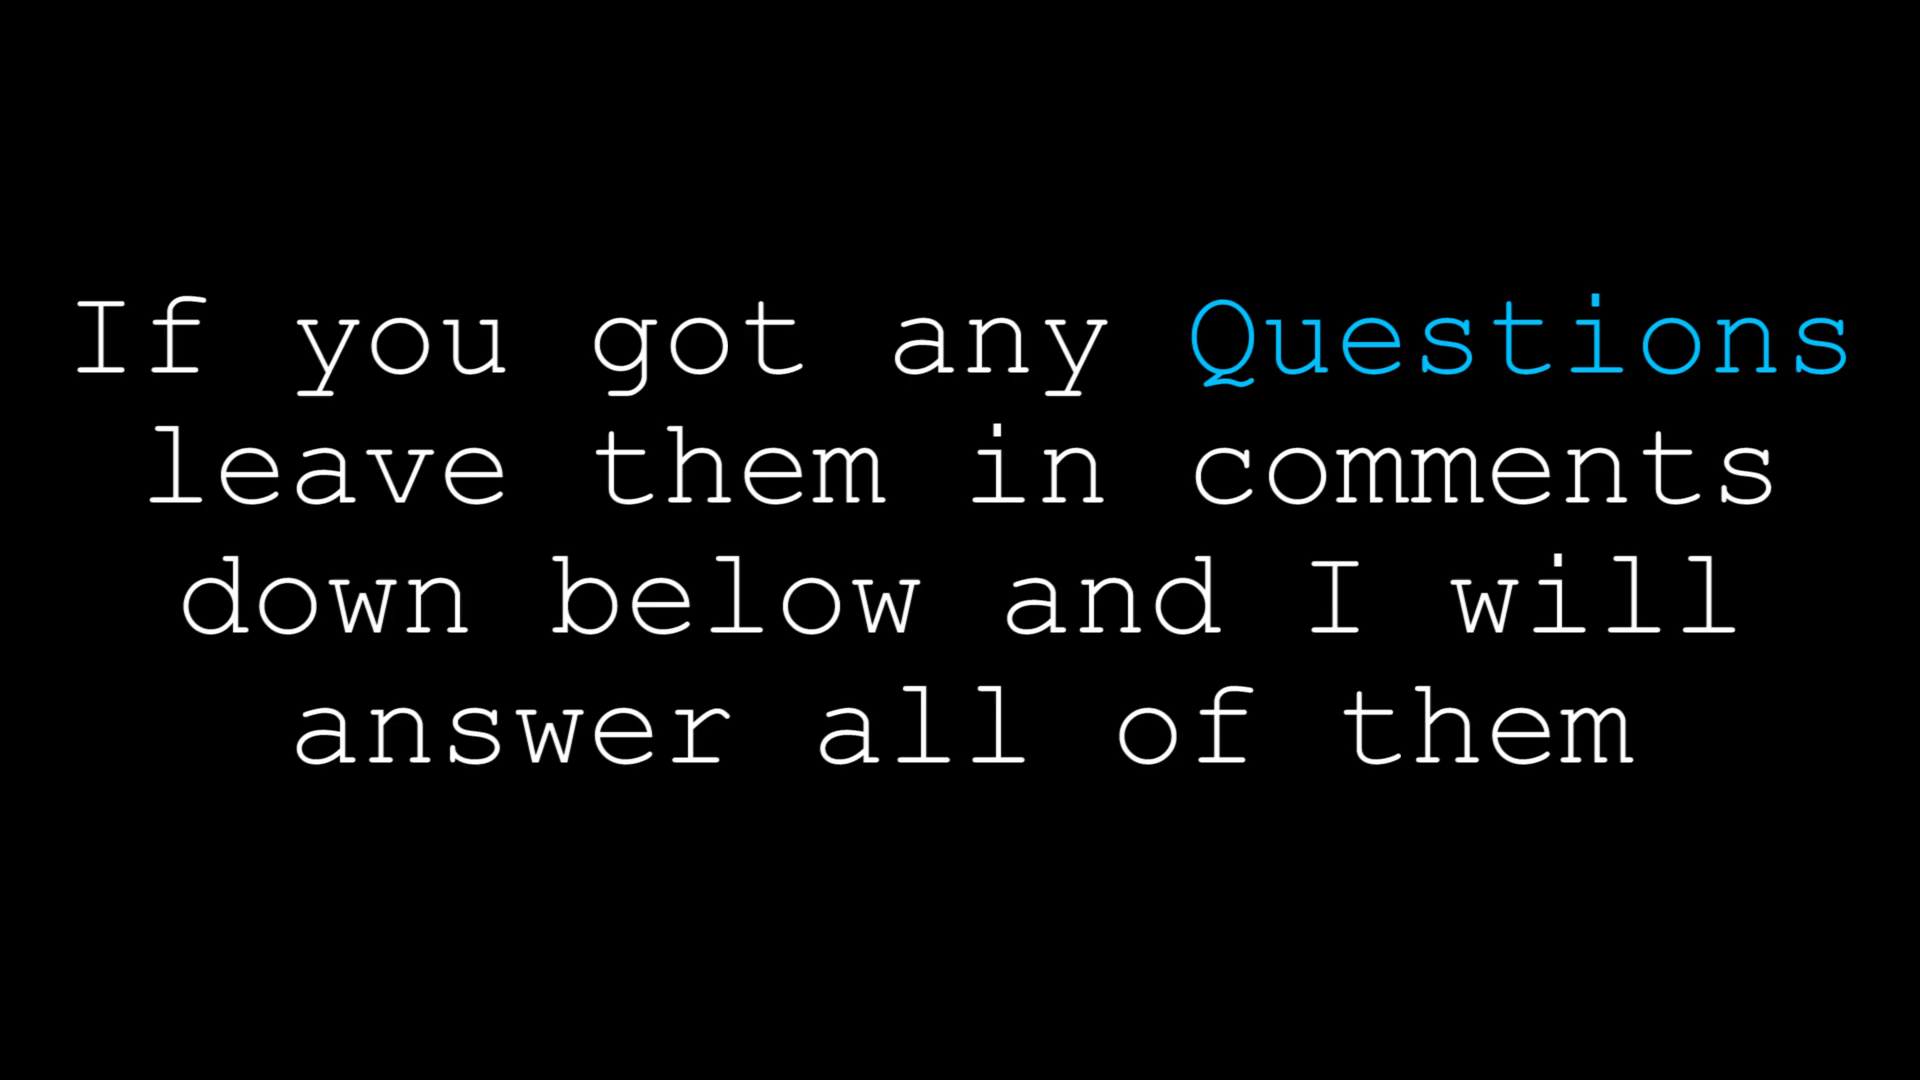 If you got any Questions
leave them in comments
down below and I will
answer all of them